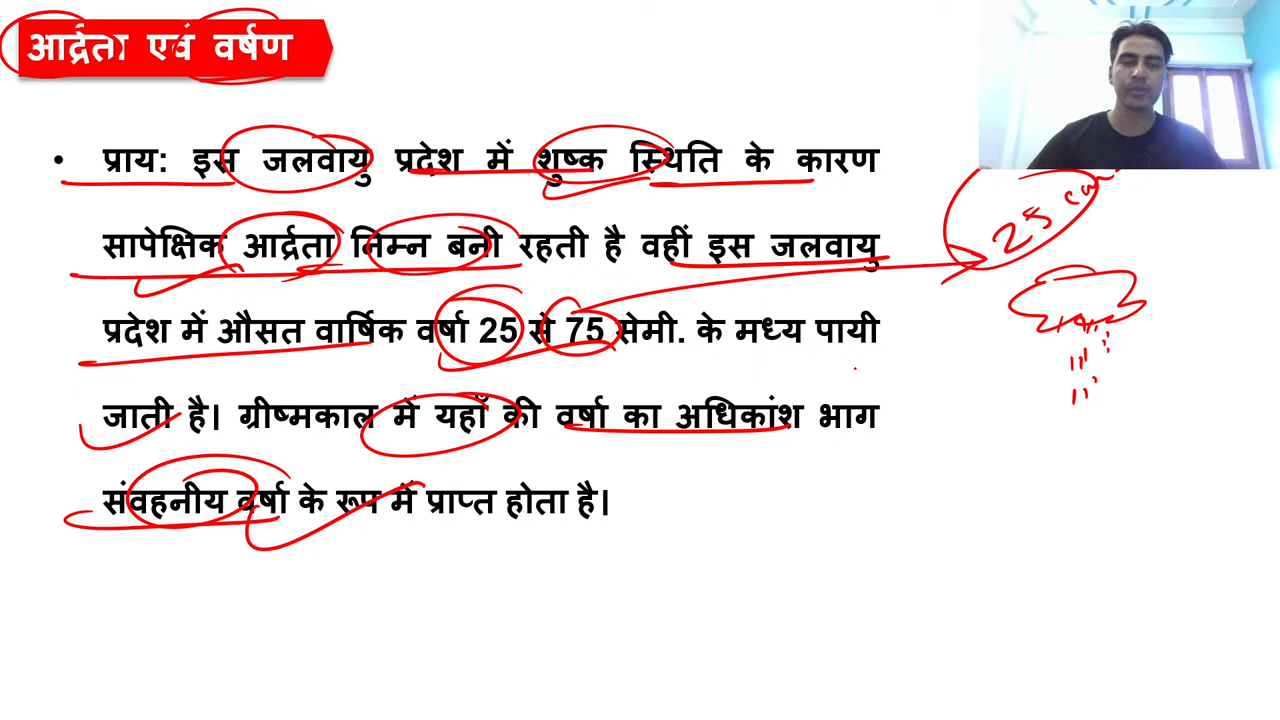 आर्द्रता एवं वर्षण
• प्राय: इस जलवायु प्रदेश में शुष्क स्थिति के कारण
सापेक्षिक आर्द्रता निम्न बनी रहती है वहीं इस जलवायु
प्रदेश में औसत वार्षिक वर्षा 25 से 75 सेमी. के मध्य पायी
जाती है। ग्रीष्मकाल में यहाँ की वर्षा का अधिकांश भाग
संवहनीय वर्षा के रूप में प्राप्त होता है।
25 cm